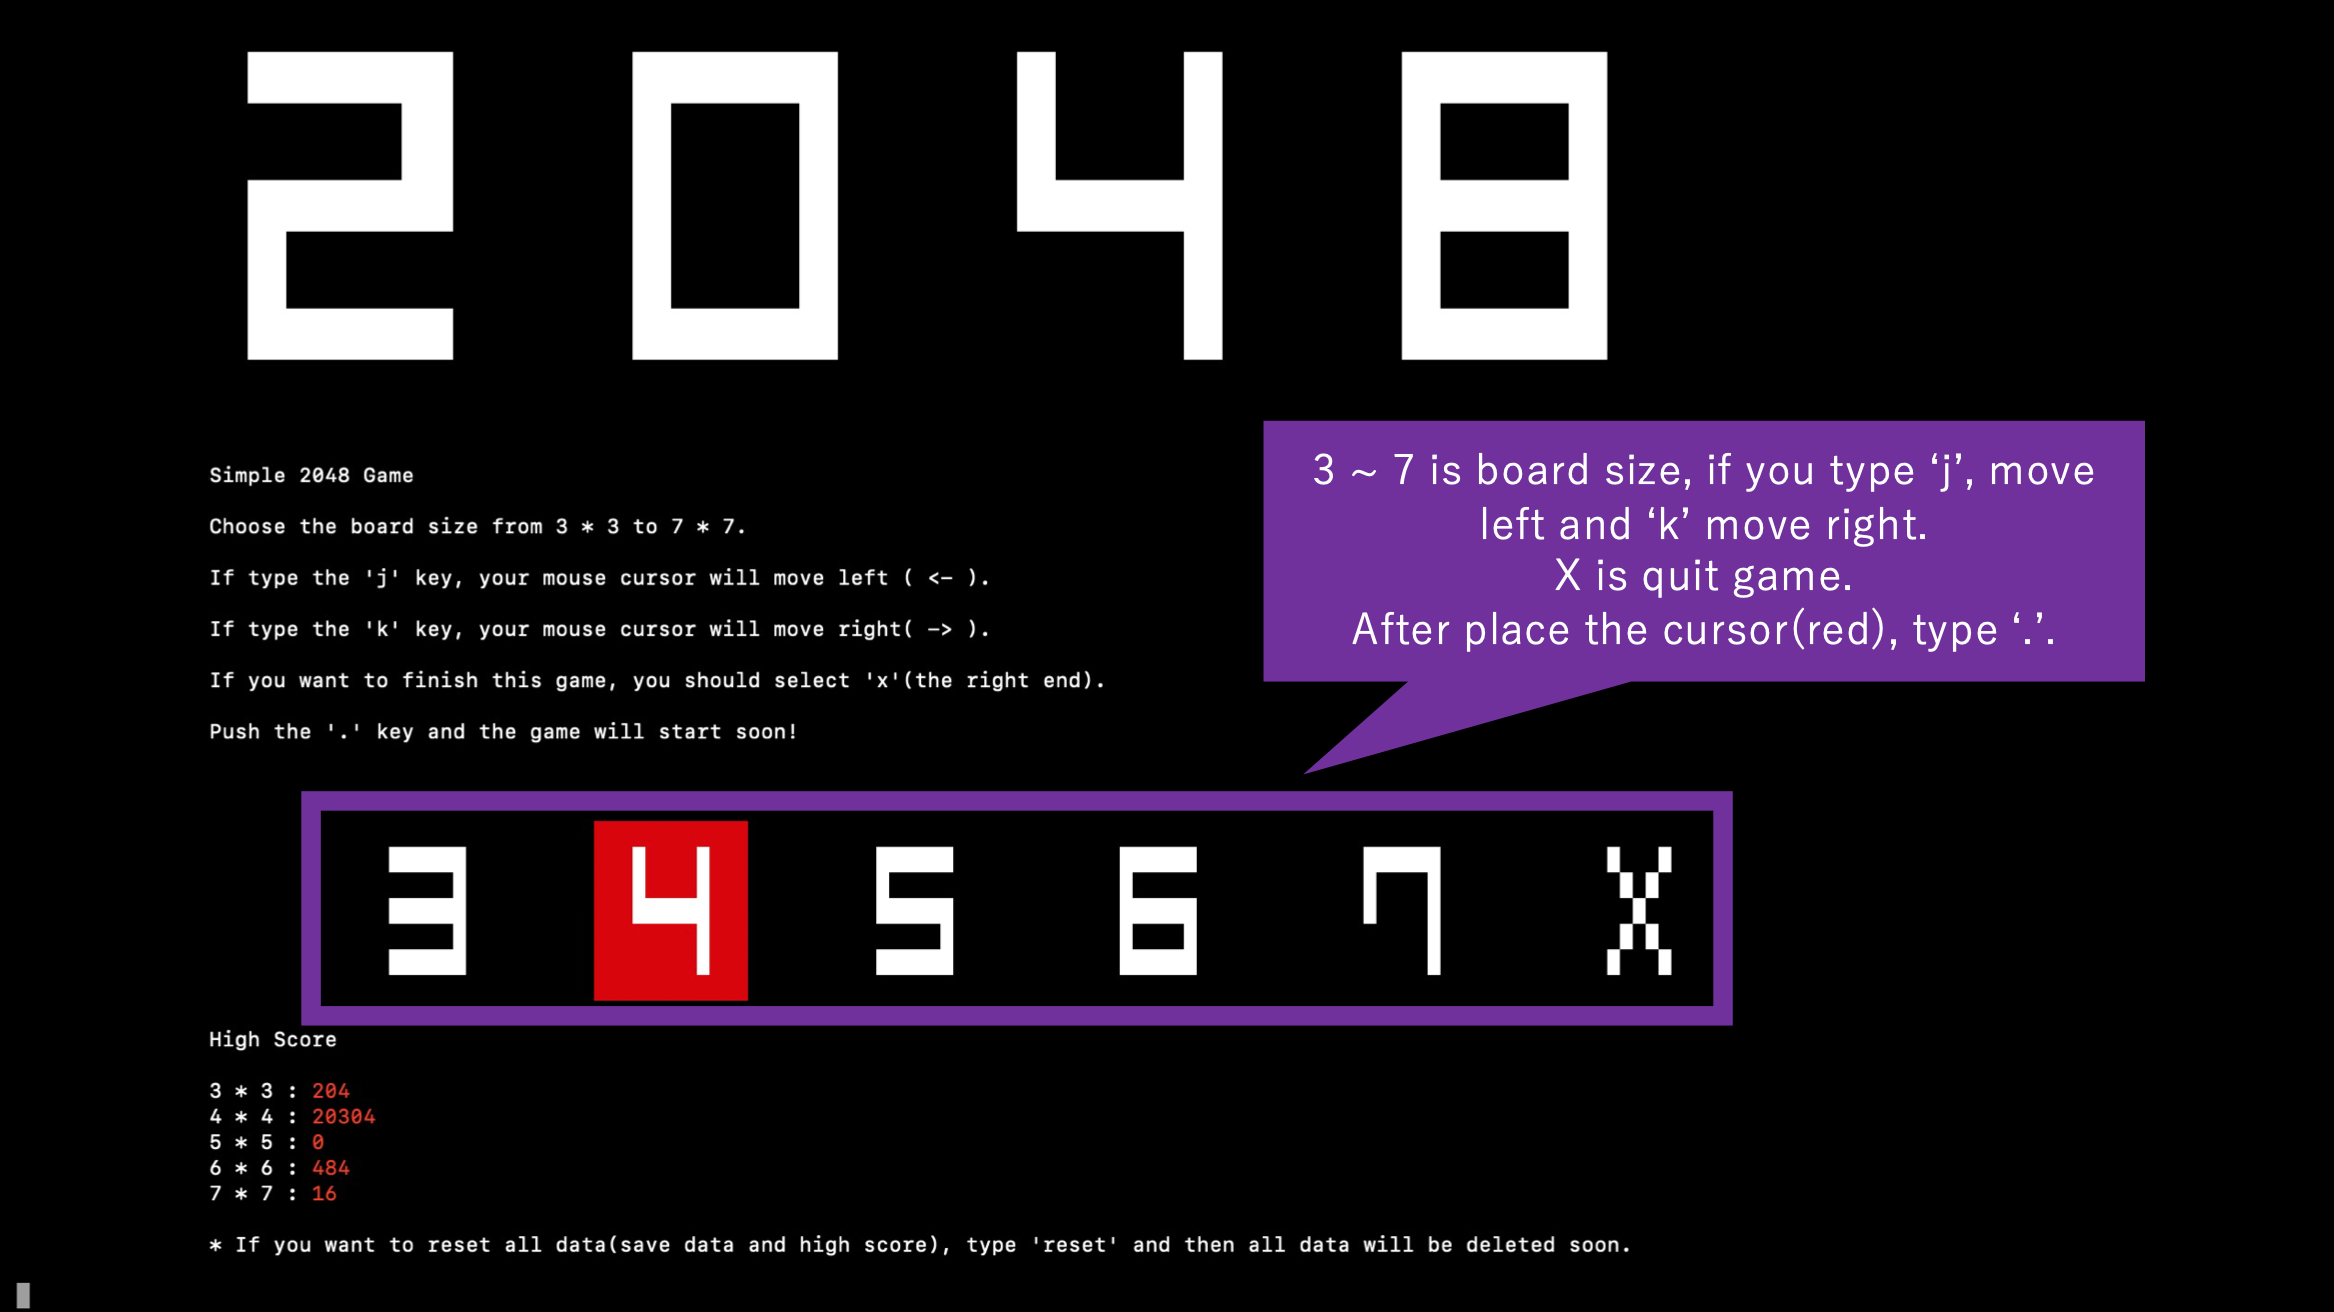 2048
Simple 2048 Game
Choose the board size from 3 * 3 to 7 * 7.
If type the 'j' key, your mouse cursor will move left ( <- ).
If type the 'k' key, your mouse cursor will move right( -> ).
If you want to finish this game, you should select 'x'(the right end).
Push the '.' key and the game will start soon!
3 ~ 7 is board size, if you type ‘j’, move
left and ‘k’ move right.
X is quit game.
After place the cursor(red), type ‘.’.
3 4 5 6 7 X
High Score
3 * 3 : 204
4 * 4 : 20304
5 * 5 : 0
6 * 6 : 484
7 * 7 : 16
* If you want to reset all data(save data and high score), type 'reset' and then all data will be deleted soon.